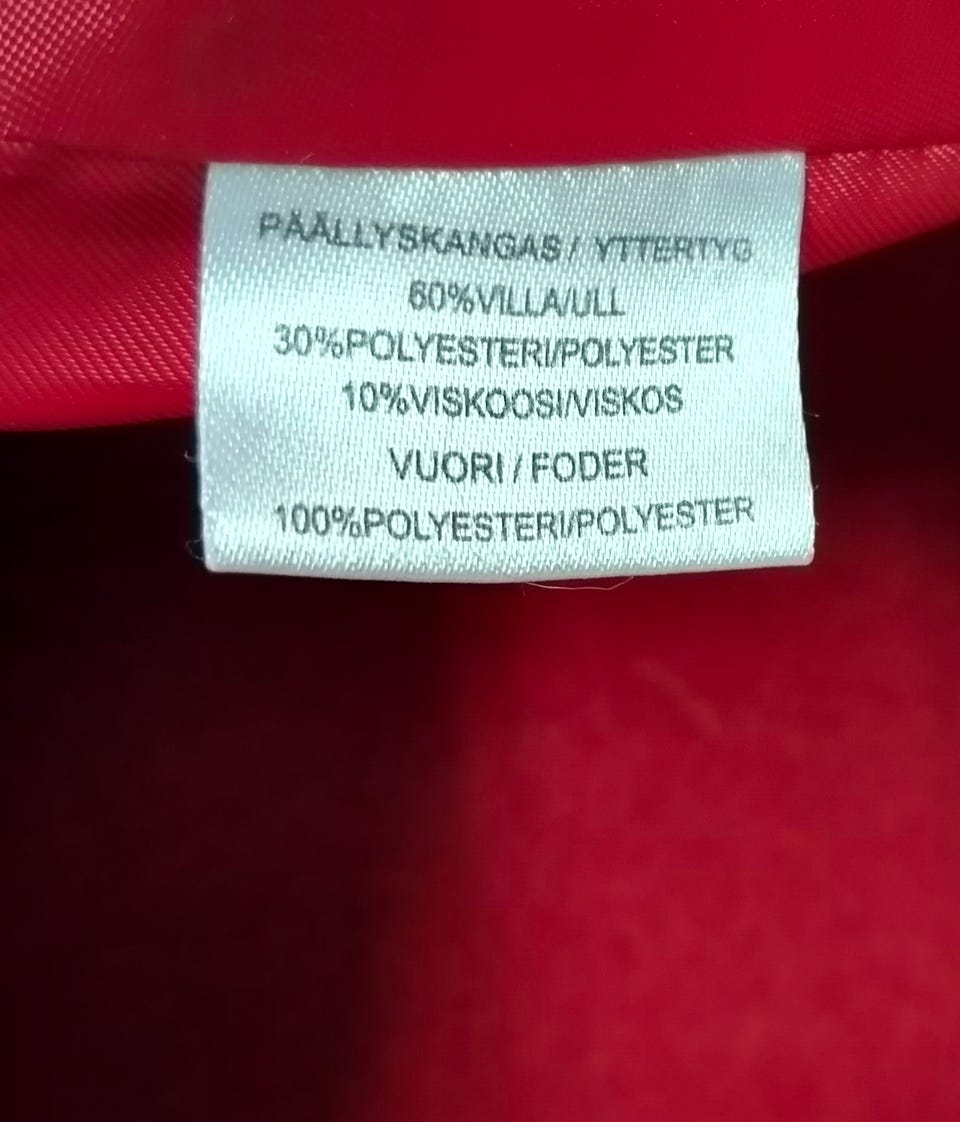 PÄÄLLYSKANGAS / YTTERTYG
60%VILLA/ULL
30%POLYESTERI/POLYESTER
10%VISKOOSI/VISKOS
VUORI / FODER
100%POLYESTERI/POLYESTER